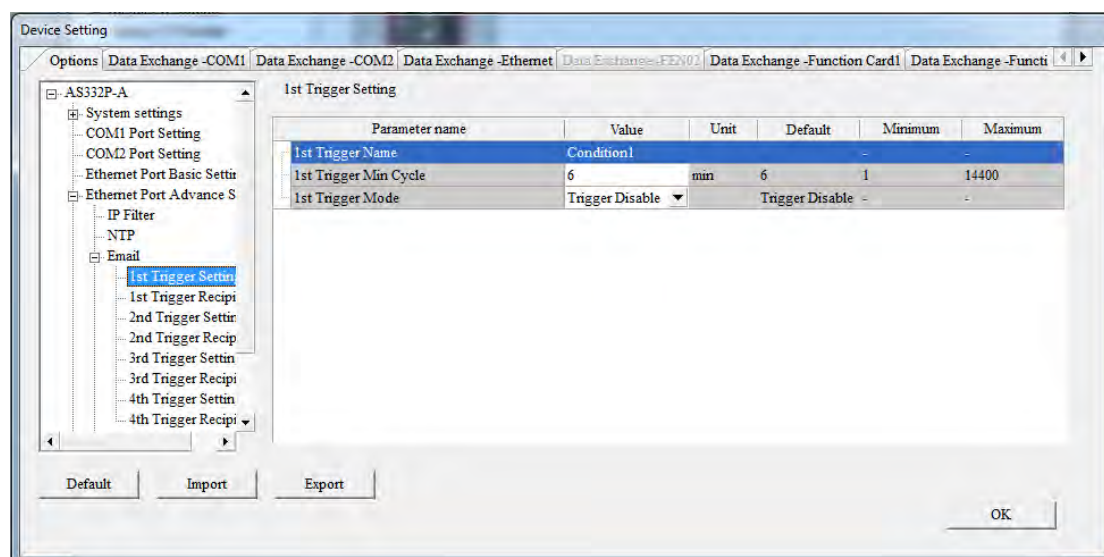 Device Setting
Options Data Exchange -COM1 Data Exchange -COM2 Data Exchange -Ethernet Data Exchange -FEN02 Data Exchange -Function Card1 Data Exchange -Functi
AS332P-A
System settings
COM1 Port Setting
COM2 Port Setting
Ethernet Port Basic Settin
Ethernet Port Advance S
IP Filter
NTP
Email
1st Trigger Settin
1st Trigger Recipi
2nd Trigger Settin
2nd Trigger Recip
3rd Trigger Settin
3rd Trigger Recipi
4th Trigger Settin
4th Trigger Recipi
1st Trigger Setting
Parameter name Value Unit Default Minimum Maximum
1st Trigger Name Condition1 - -
1st Trigger Min Cycle 6 min 6 1 14400
1st Trigger Mode Trigger Disable Trigger Disable - -
Default Import Export
OK